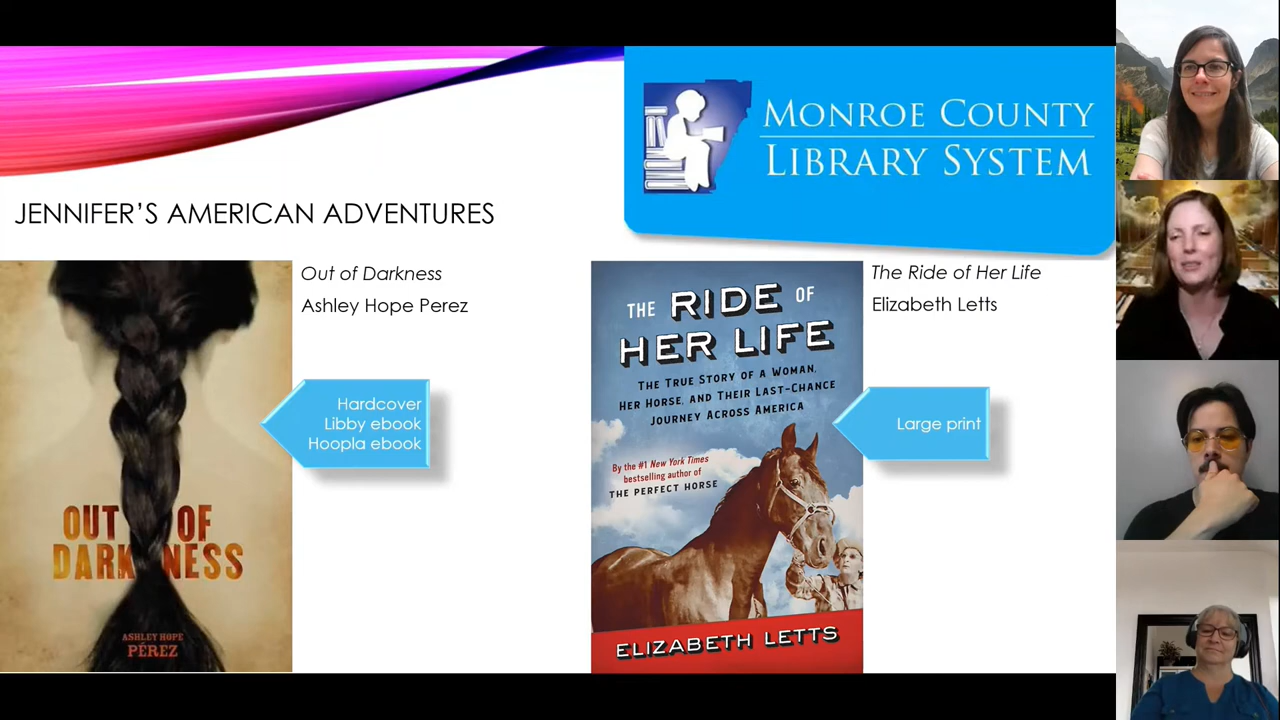 MONROE COUNTY
LIBRARY SYSTEM
JENNIFER'S AMERICAN ADVENTURES
Out of Darkness
Ashley Hope Perez
Hardcover
Libby ebook
Hoopla ebook
OUT OF
DARKNESS
ASHLEY HOPE
PÉREZ
The Ride of Her Life
Elizabeth Letts
Large print
THE RIDE OF
HER LIFE
THE TRUE STORY OF A WOMAN,
HER HORSE, AND THEIR LAST-CHANCE
JOURNEY ACROSS AMERICA
By the #1 New York Times
bestselling author of
THE PERFECT HORSE
ELIZABETH LETTS